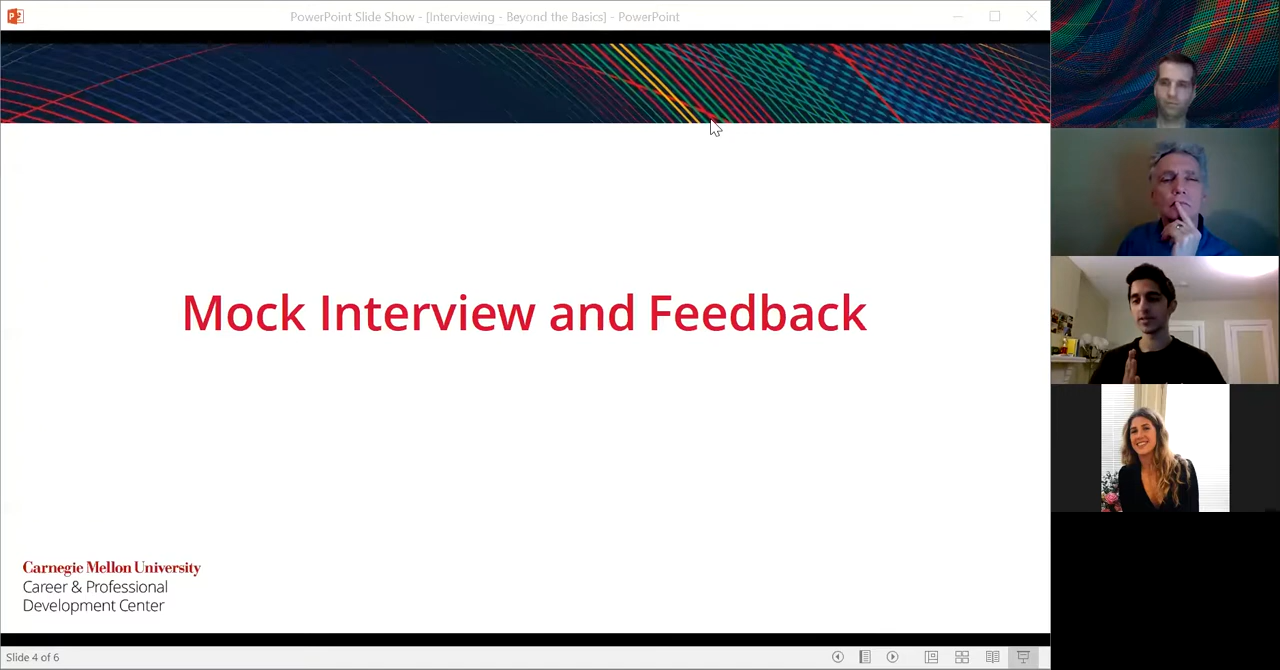 PowerPoint Slide Show - [Interviewing - Beyond the Basics] - PowerPoint
Mock Interview and Feedback
Carnegie Mellon University
Career & Professional
Development Center
Slide 4 of 6